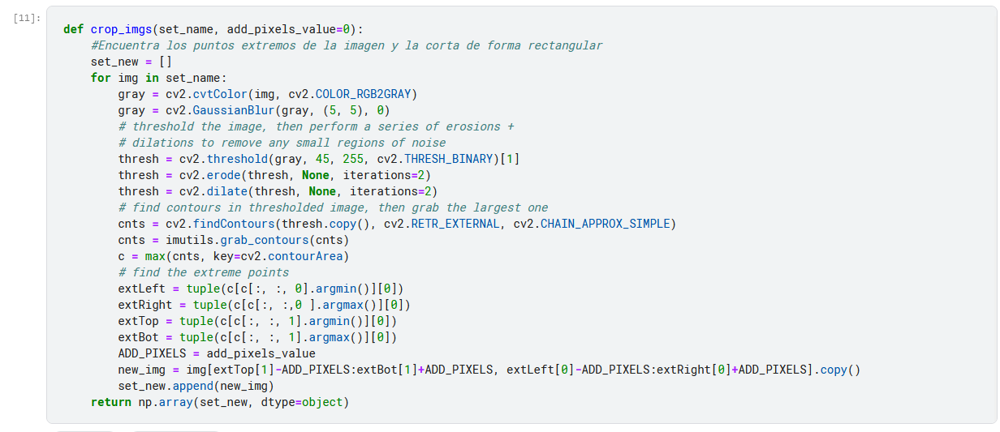 [11]:
def crop_imgs(set_name, add_pixels_value=0):
    #Encuentra los puntos extremos de la imagen y la corta de forma rectangular
    set_new = []
    for img in set_name:
        gray = cv2.cvtColor(img, cv2.COLOR_RGB2GRAY)
        gray = cv2.GaussianBlur(gray, (5, 5), 0)
        # threshold the image, then perform a series of erosions +
        # dilations to remove any small regions of noise
        thresh = cv2.threshold(gray, 45, 255, cv2.THRESH_BINARY)[1]
        thresh = cv2.erode(thresh, None, iterations=2)
        thresh = cv2.dilate(thresh, None, iterations=2)
        # find contours in thresholded image, then grab the largest one
        cnts = cv2.findContours(thresh.copy(), cv2.RETR_EXTERNAL, cv2.CHAIN_APPROX_SIMPLE)
        cnts = imutils.grab_contours(cnts)
        c = max(cnts, key=cv2.contourArea)
        # find the extreme points
        extLeft = tuple(c[c[:, :, 0].argmin()][0])
        extRight = tuple(c[c[:, :,0 ].argmax()][0])
        extTop = tuple(c[c[:, :, 1].argmin()][0])
        extBot = tuple(c[c[:, :, 1].argmax()][0])
        ADD_PIXELS = add_pixels_value
        new_img = img[extTop[1]-ADD_PIXELS:extBot[1]+ADD_PIXELS, extLeft[0]-ADD_PIXELS:extRight[0]+ADD_PIXELS].copy()
        set_new.append(new_img)
    return np.array(set_new, dtype=object)